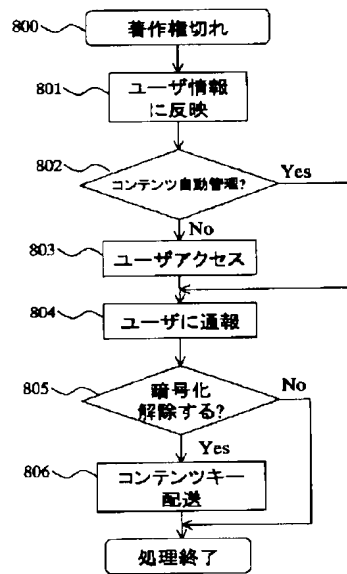 800
著作権切れ
801
ユーザ情報
に反映
802
コンテンツ自動管理?
Yes
No
803
ユーザアクセス
804
ユーザに通報
805
暗号化
解除する?
No
Yes
806
コンテンツキー
配送
処理終了